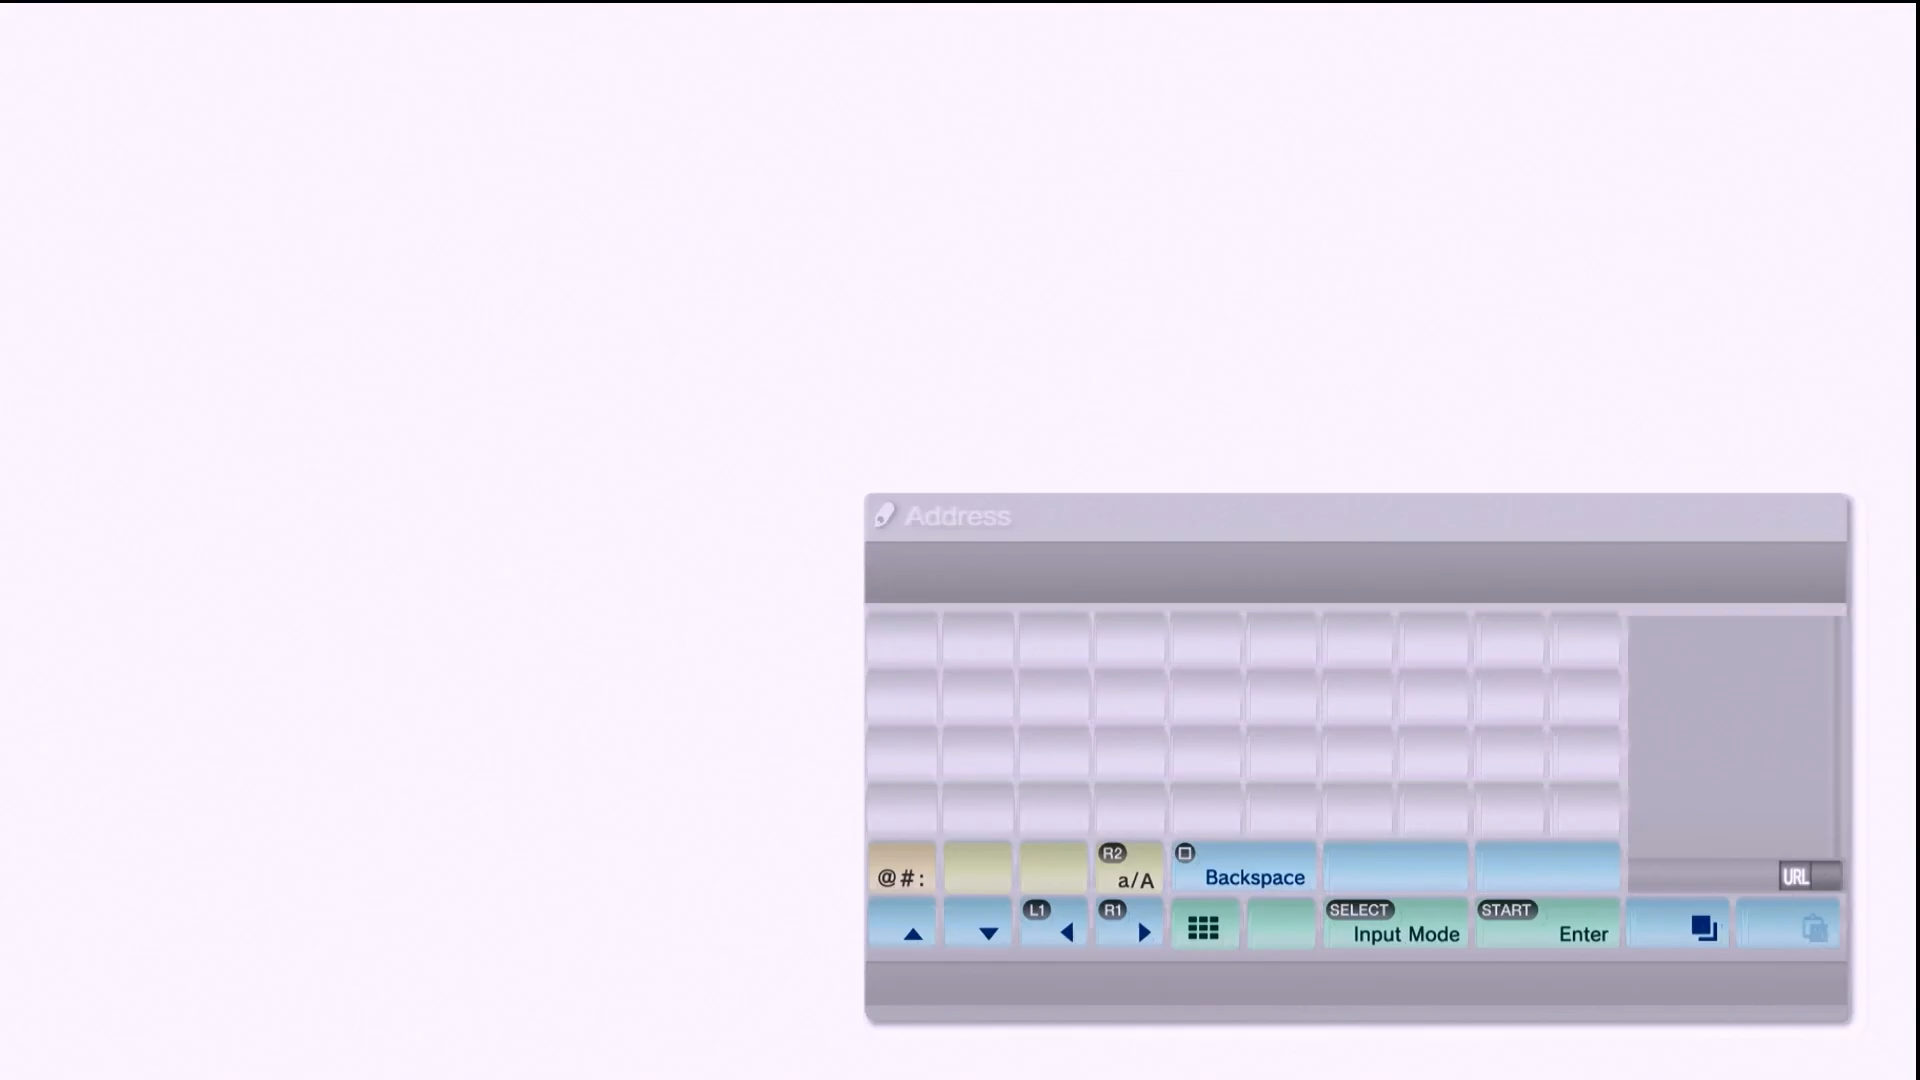 Address
R2
@#: a/A Backspace
URL
L1 R1 SELECT START
Input Mode Enter